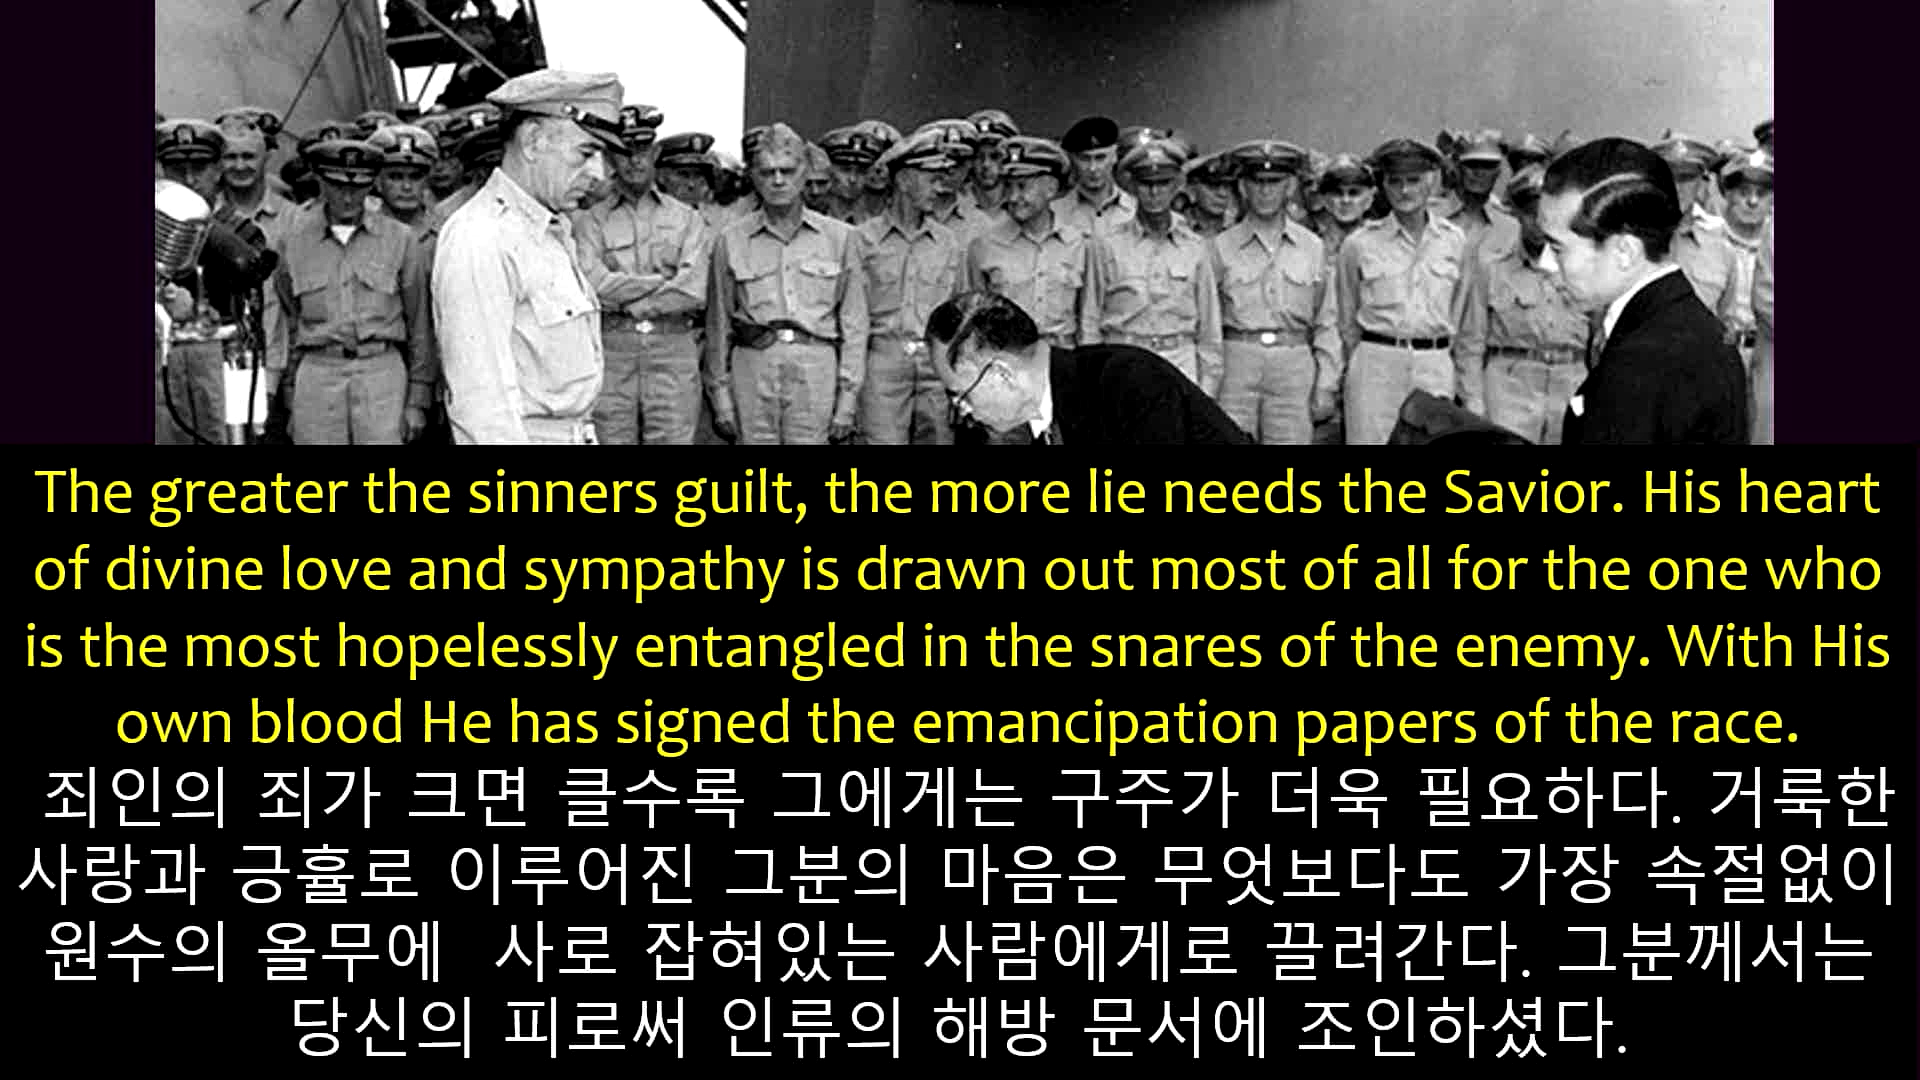 The greater the sinners guilt, the more lie needs the Savior. His heart
of divine love and sympathy is drawn out most of all for the one who
is the most hopelessly entangled in the snares of the enemy. With His
own blood He has signed the emancipation papers of the race.
죄인의 죄가 크면 클수록 그에게는 구주가 더욱 필요하다. 거룩한
사랑과 긍휼로 이루어진 그분의 마음은 무엇보다도 가장 속절없이
원수의 올무에 사로 잡혀있는 사람에게로 끌려간다. 그분께서는
당신의 피로써 인류의 해방 문서에 조인하셨다.